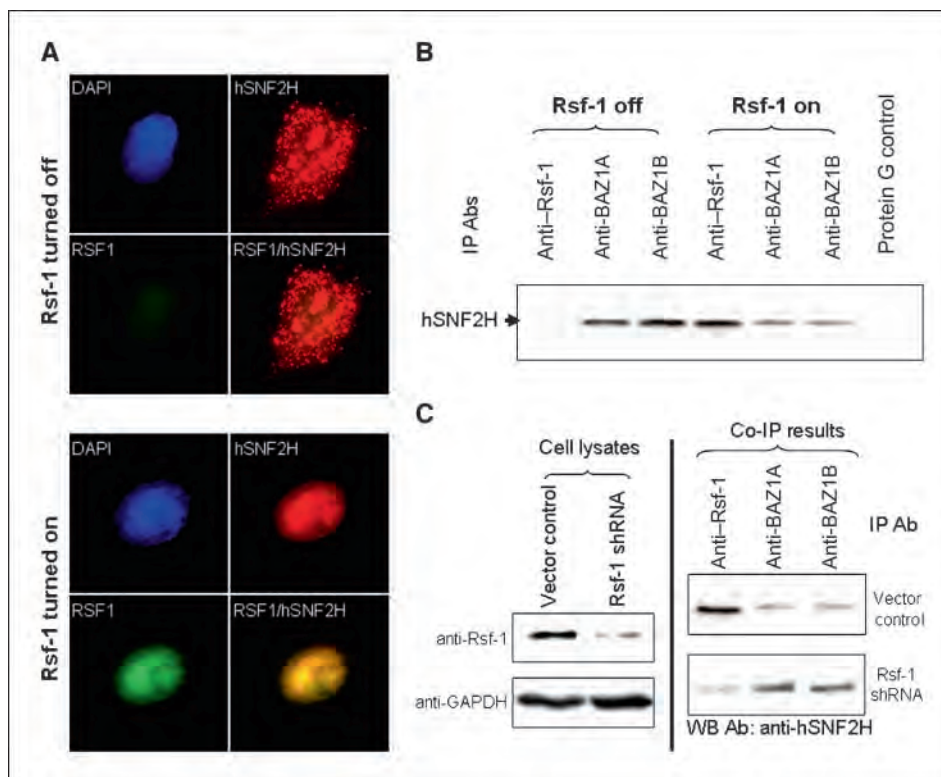 A
Rsf-1 turned off
DAPI
hSNF2H
RSF1
RSF1/hSNF2H
Rsf-1 turned on
DAPI
hSNF2H
RSF1
RSF1/hSNF2H
B
Rsf-1 off
Rsf-1 on
IP Abs
Anti–Rsf-1
Anti-BAZ1A
Anti-BAZ1B
Anti–Rsf-1
Anti-BAZ1A
Anti-BAZ1B
Protein G control
hSNF2H
C
Cell lysates
Vector control
Rsf-1 shRNA
anti-Rsf-1
anti-GAPDH
Co-IP results
Anti–Rsf-1
Anti-BAZ1A
Anti-BAZ1B
IP Ab
Vector
control
Rsf-1
shRNA
WB Ab: anti-hSNF2H